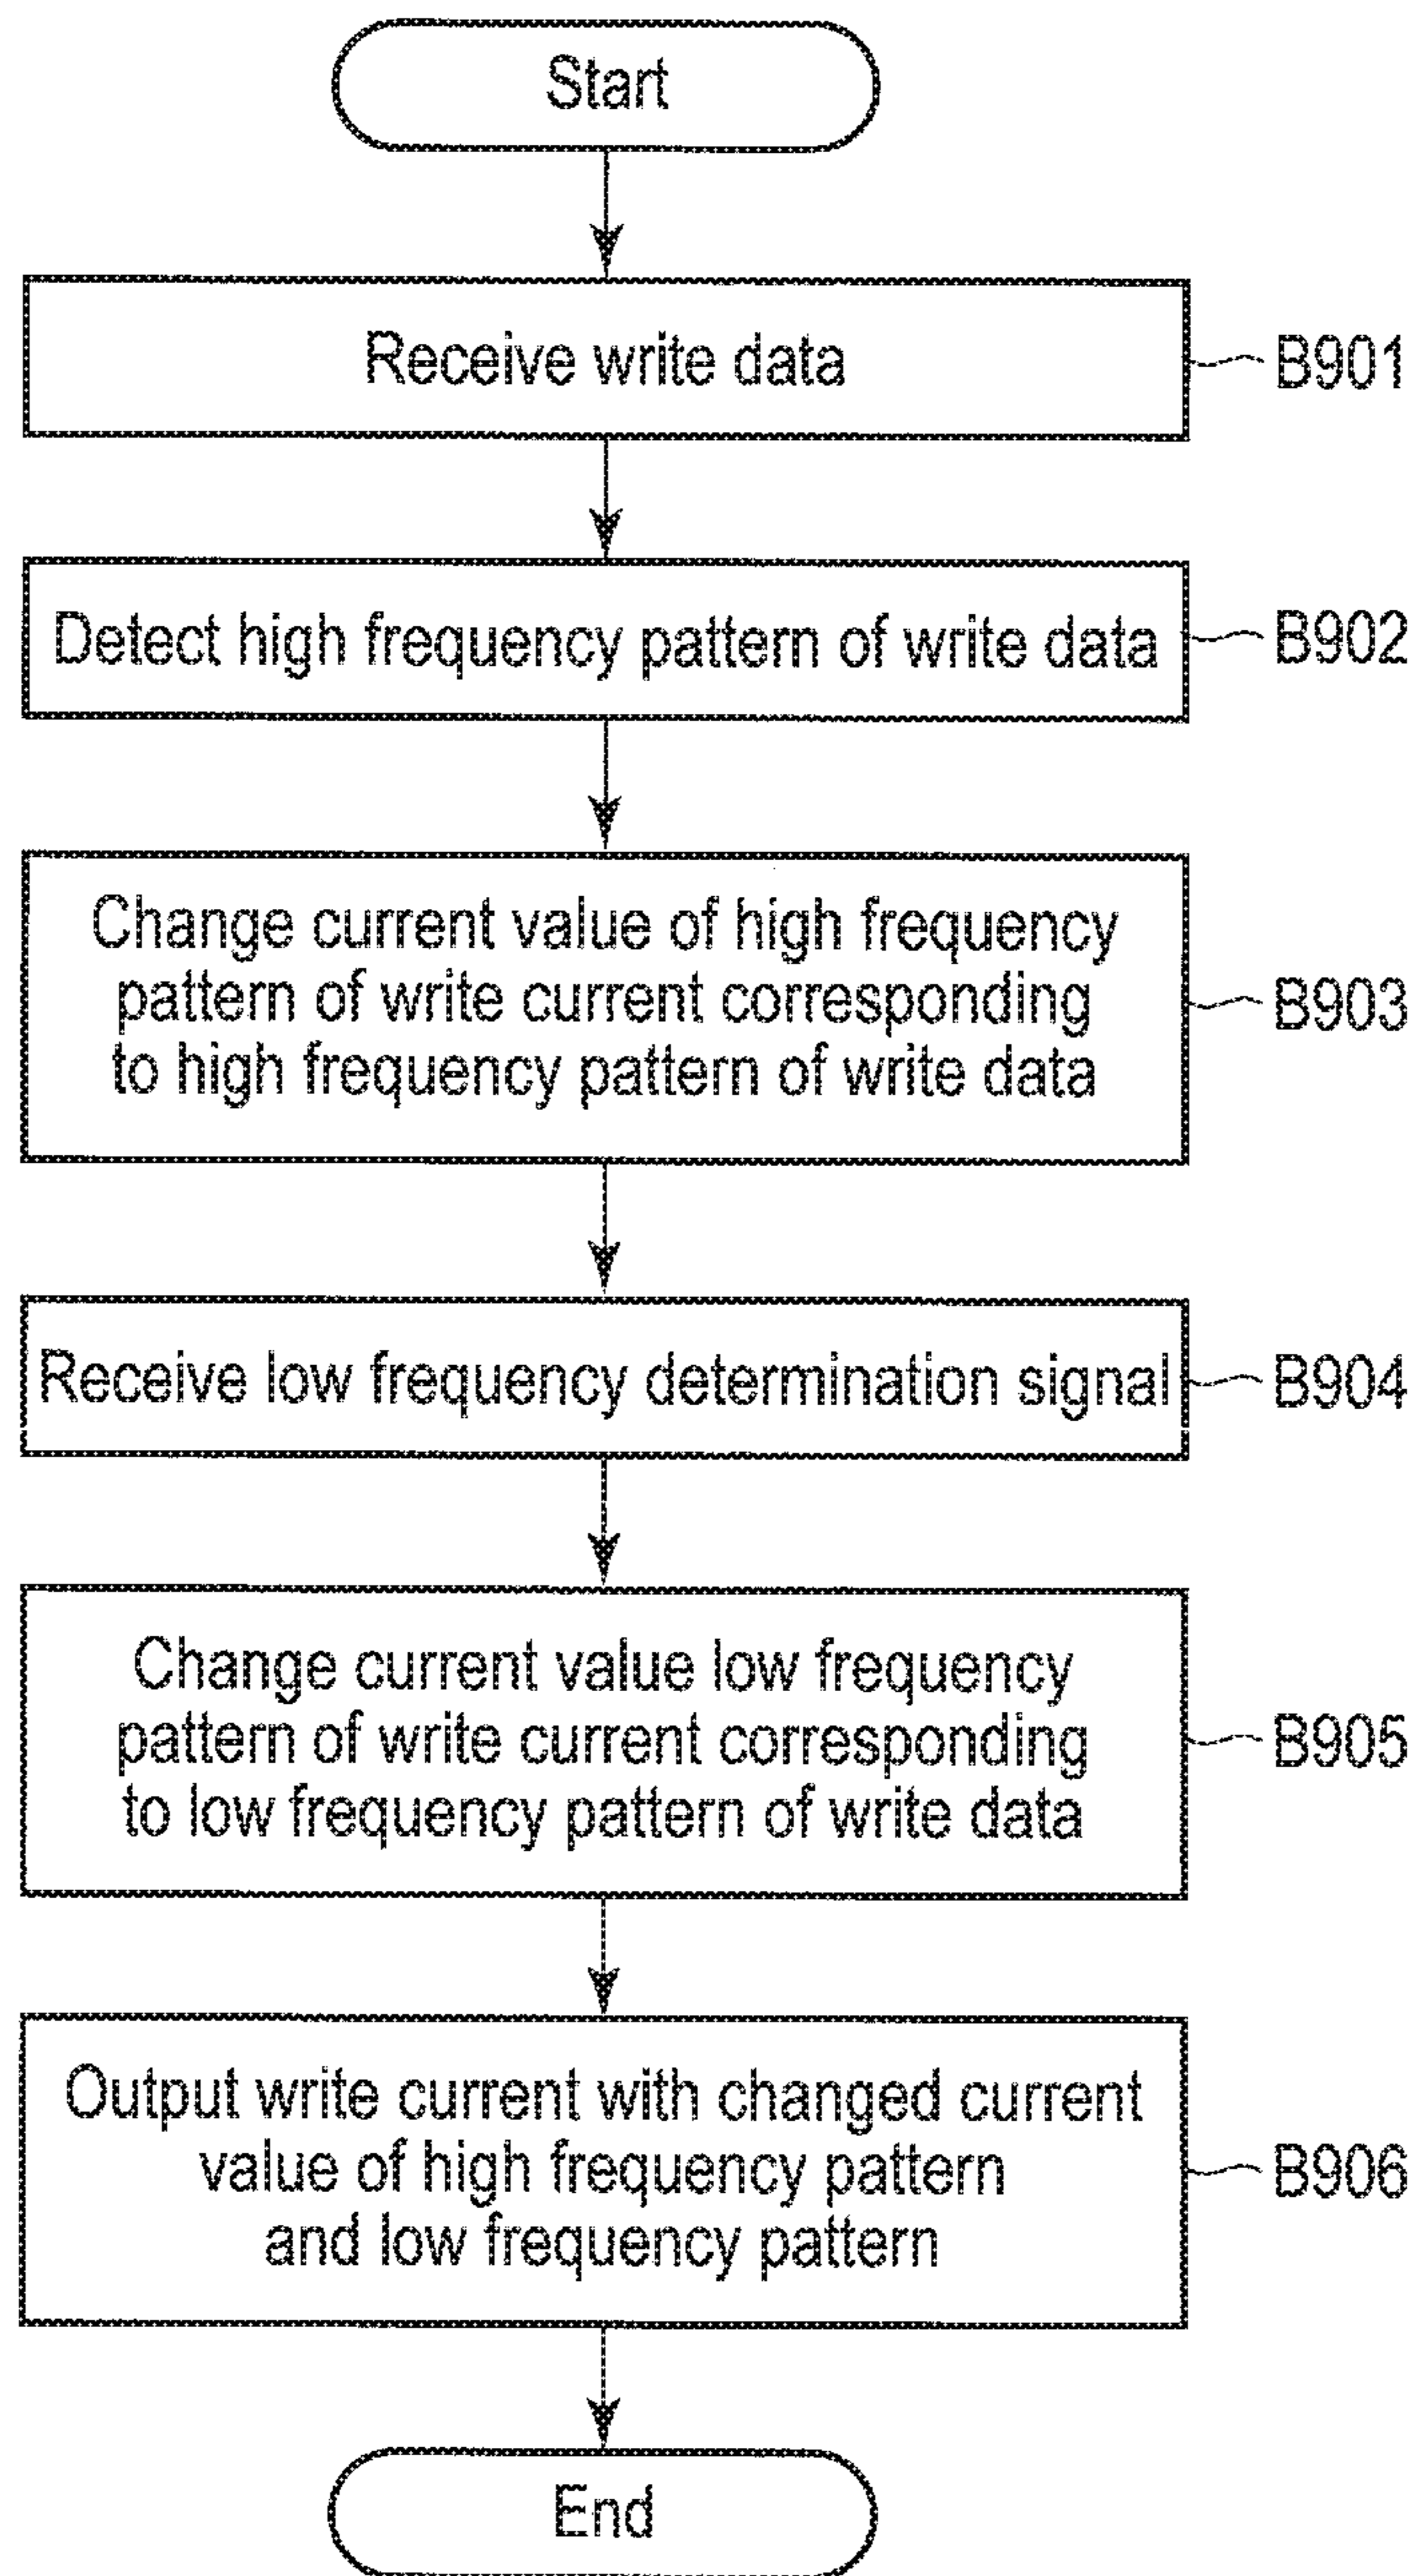 Start
Receive write data
B901
Detect high frequency pattern of write data
B902
Change current value of high frequency
pattern of write current corresponding
to high frequency pattern of write data
B903
Receive low frequency determination signal
B904
Change current value low frequency
pattern of write current corresponding
to low frequency pattern of write data
B905
Output write current with changed current
value of high frequency pattern
and low frequency pattern
B906
End